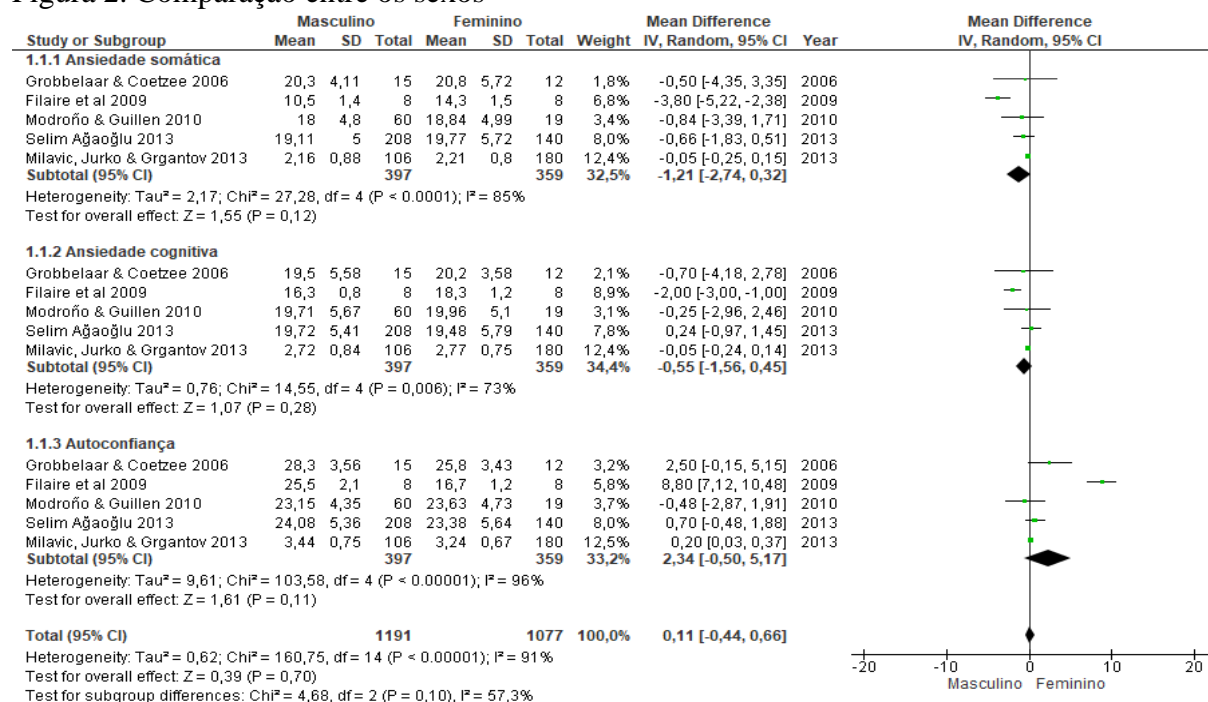 Figura 2. Comparação entre os sexos
Masculino Feminino Mean Difference Mean Difference
Study or Subgroup Mean SD Total Mean SD Total Weight IV, Random, 95% CI Year IV, Random, 95% CI
1.1.1 Ansiedade somática
Grobbelaar & Coetzee 2006 20,3 4,11 15 20,8 5,72 12 1,8% -0,50 [-4,35, 3,35] 2006
Filaire et al 2009 10,5 1,4 8 14,3 1,5 8 6,8% -3,80 [-5,22, -2,38] 2009
Modroño & Guillen 2010 18 4,8 60 18,84 4,99 19 3,4% -0,84 [-3,39, 1,71] 2010
Selim Ağaoğlu 2013 19,11 5 208 19,77 5,72 140 8,0% -0,66 [-1,83, 0,51] 2013
Milavic, Jurko & Grgantov 2013 2,16 0,88 106 2,21 0,8 180 12,4% -0,05 [-0,25, 0,15] 2013
Subtotal (95% CI) 397 359 32,5% -1,21 [-2,74, 0,32]
Heterogeneity: Tau² = 2,17; Chi² = 27,28, df = 4 (P < 0.0001); I² = 85%
Test for overall effect: Z = 1,55 (P = 0,12)
1.1.2 Ansiedade cognitiva
Grobbelaar & Coetzee 2006 19,5 5,58 15 20,2 3,58 12 2,1% -0,70 [-4,18, 2,78] 2006
Filaire et al 2009 16,3 0,8 8 18,3 1,2 8 8,9% -2,00 [-3,00, -1,00] 2009
Modroño & Guillen 2010 19,71 5,67 60 19,96 5,1 19 3,1% -0,25 [-2,96, 2,46] 2010
Selim Ağaoğlu 2013 19,72 5,41 208 19,48 5,79 140 7,8% 0,24 [-0,97, 1,45] 2013
Milavic, Jurko & Grgantov 2013 2,72 0,84 106 2,77 0,75 180 12,4% -0,05 [-0,24, 0,14] 2013
Subtotal (95% CI) 397 359 34,4% -0,55 [-1,56, 0,45]
Heterogeneity: Tau² = 0,76; Chi² = 14,55, df = 4 (P = 0,006); I² = 73%
Test for overall effect: Z = 1,07 (P = 0,28)
1.1.3 Autoconfiança
Grobbelaar & Coetzee 2006 28,3 3,56 15 25,8 3,43 12 3,2% 2,50 [-0,15, 5,15] 2006
Filaire et al 2009 25,5 2,1 8 16,7 1,2 8 5,8% 8,80 [7,12, 10,48] 2009
Modroño & Guillen 2010 23,15 4,35 60 23,63 4,73 19 3,7% -0,48 [-2,87, 1,91] 2010
Selim Ağaoğlu 2013 24,08 5,36 208 23,38 5,64 140 8,0% 0,70 [-0,48, 1,88] 2013
Milavic, Jurko & Grgantov 2013 3,44 0,75 106 3,24 0,67 180 12,5% 0,20 [0,03, 0,37] 2013
Subtotal (95% CI) 397 359 33,2% 2,34 [-0,50, 5,17]
Heterogeneity: Tau² = 9,61; Chi² = 103,58, df = 4 (P < 0.00001); I² = 96%
Test for overall effect: Z = 1,61 (P = 0,11)
Total (95% CI) 1191 1077 100,0% 0,11 [-0,44, 0,66]
Heterogeneity: Tau² = 0,62; Chi² = 160,75, df = 14 (P < 0.00001); I² = 91%
Test for overall effect: Z = 0,39 (P = 0,70)
Test for subgroup differences: Chi² = 4,68, df = 2 (P = 0,10), I² = 57,3%
-20 -10 0 10 20
Masculino Feminino